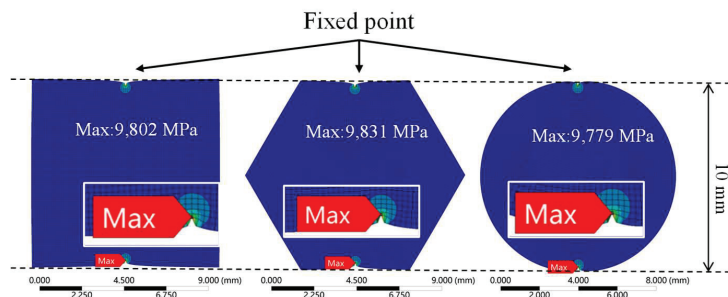 Fixed point
Max:9,802 MPa
Max:9,831 MPa
Max:9,779 MPa
10 mm
Max
Max
Max
Max
Max
Max
0.000 4.500 9.000 (mm)
2.250 6.750
0.000 4.500 9.000 (mm)
2.250 6.750
0.000 4.000 8.000 (mm)
2.000 6.000